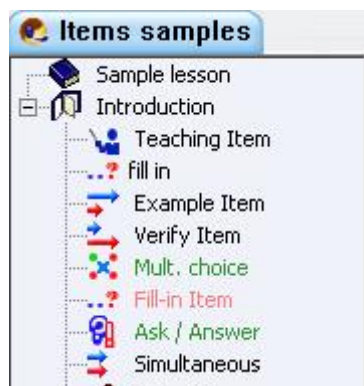 Items samples
Sample lesson
Introduction
Teaching Item
fill in
Example Item
Verify Item
Mult. choice
Fill-in Item
Ask / Answer
Simultaneous